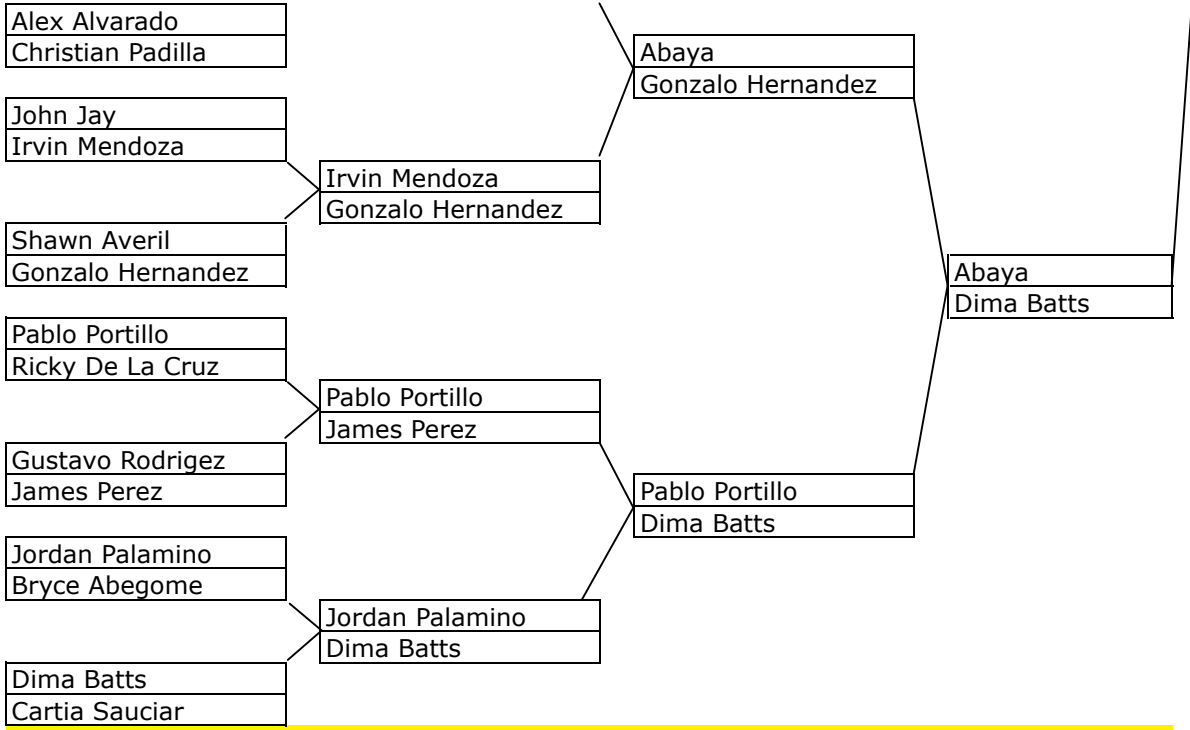 Alex Alvarado
Christian Padilla
John Jay
Irvin Mendoza
Shawn Averil
Gonzalo Hernandez
Pablo Portillo
Ricky De La Cruz
Gustavo Rodrigez
James Perez
Jordan Palamino
Bryce Abegome
Dima Batts
Cartia Sauciar
Irvin Mendoza
Gonzalo Hernandez
Pablo Portillo
James Perez
Jordan Palamino
Dima Batts
Abaya
Gonzalo Hernandez
Pablo Portillo
Dima Batts
Abaya
Dima Batts